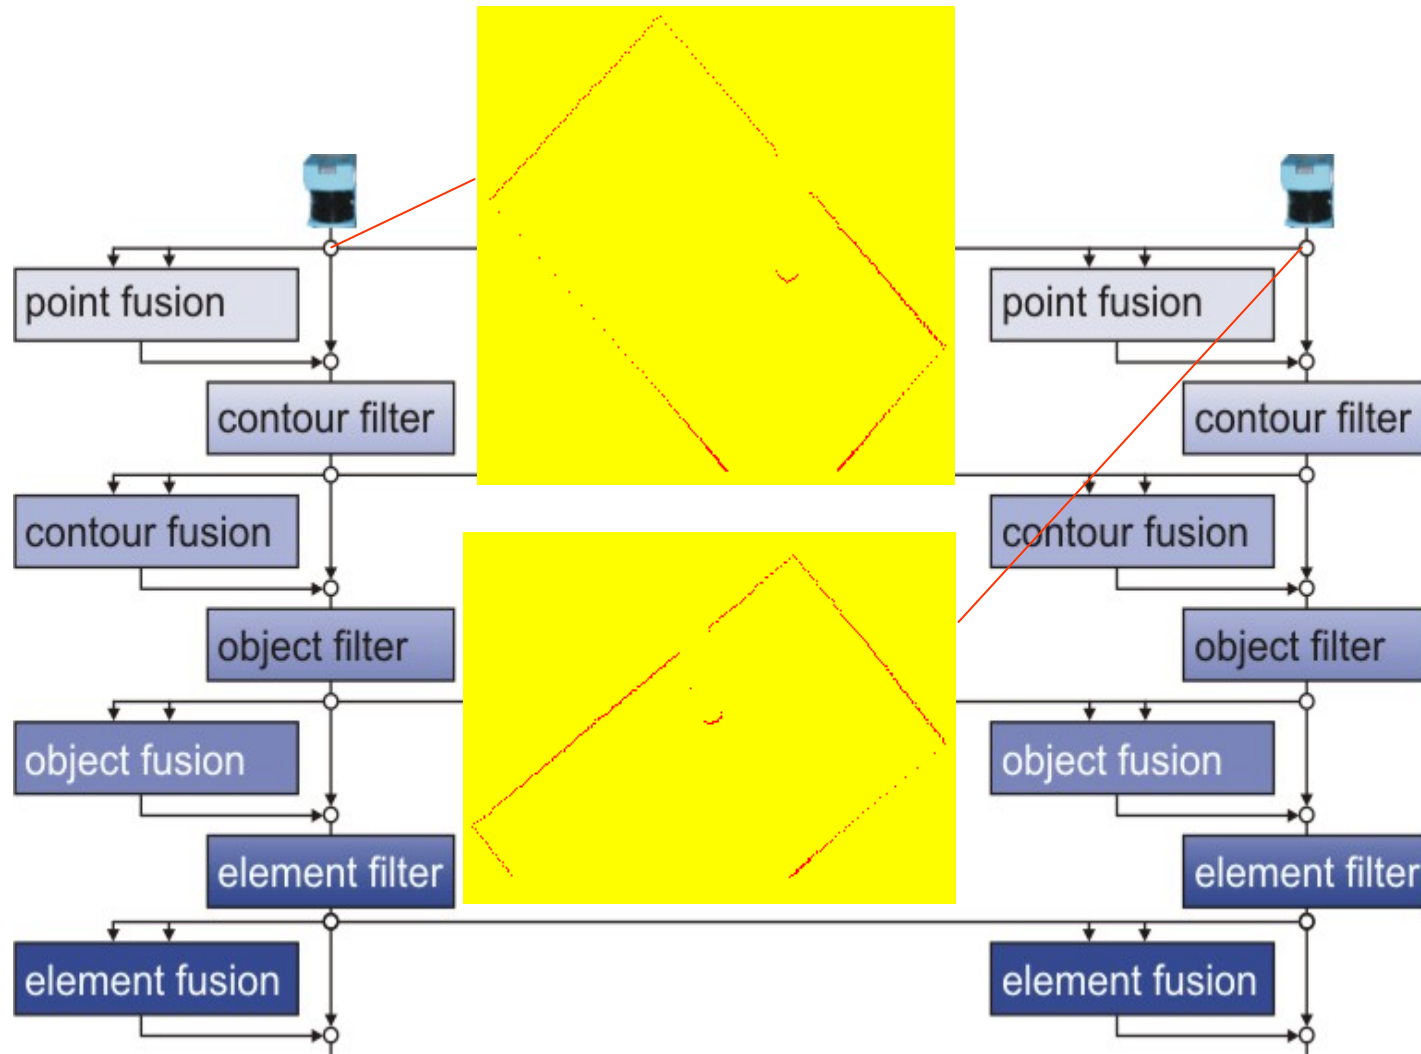 point fusion
point fusion
contour filter
contour filter
contour fusion
contour fusion
object filter
object filter
object fusion
object fusion
element filter
element filter
element fusion
element fusion